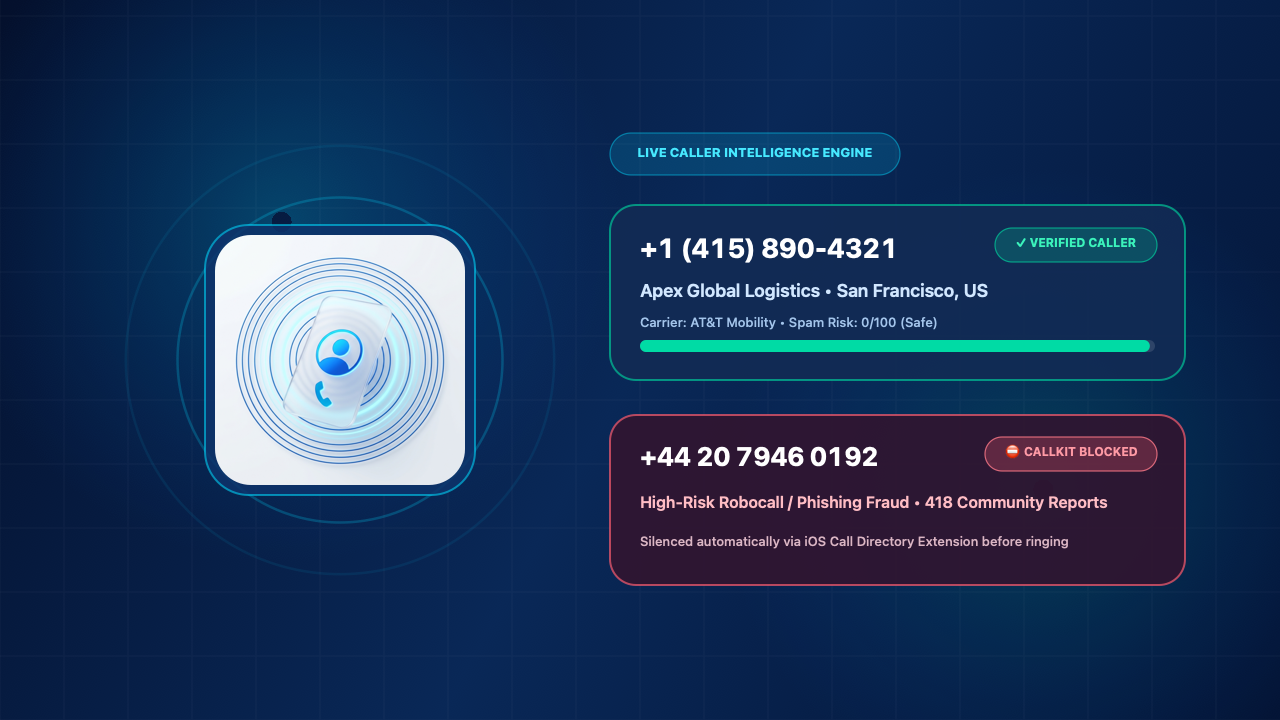 LIVE CALLER INTELLIGENCE ENGINE
+1 (415) 890-4321
✓ VERIFIED CALLER
Apex Global Logistics • San Francisco, US
Carrier: AT&T Mobility • Spam Risk: 0/100 (Safe)
+44 20 7946 0192
⛔ CALLKIT BLOCKED
High-Risk Robocall / Phishing Fraud • 418 Community Reports
Silenced automatically via iOS Call Directory Extension before ringing